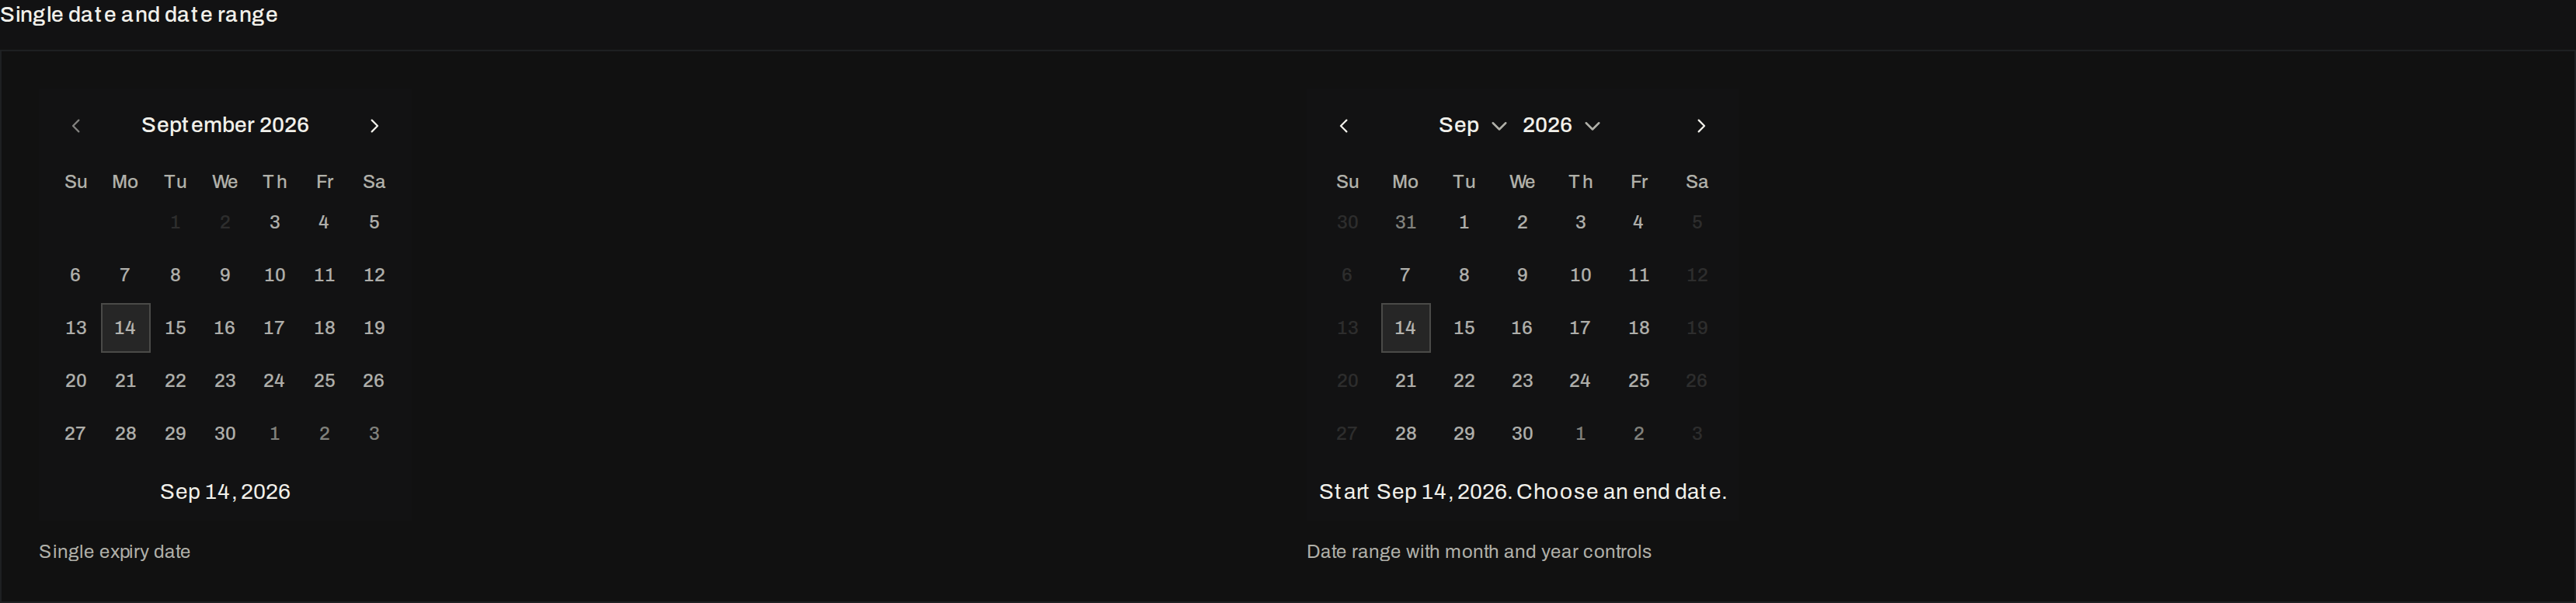 Single date and date range
September 2026
Su Mo Tu We Th Fr Sa
1 2 3 4 5
6 7 8 9 10 11 12
13 14 15 16 17 18 19
20 21 22 23 24 25 26
27 28 29 30 1 2 3
Sep 14, 2026
Single expiry date
Sep 2026
Su Mo Tu We Th Fr Sa
30 31 1 2 3 4 5
6 7 8 9 10 11 12
13 14 15 16 17 18 19
20 21 22 23 24 25 26
27 28 29 30 1 2 3
Start Sep 14, 2026. Choose an end date.
Date range with month and year controls